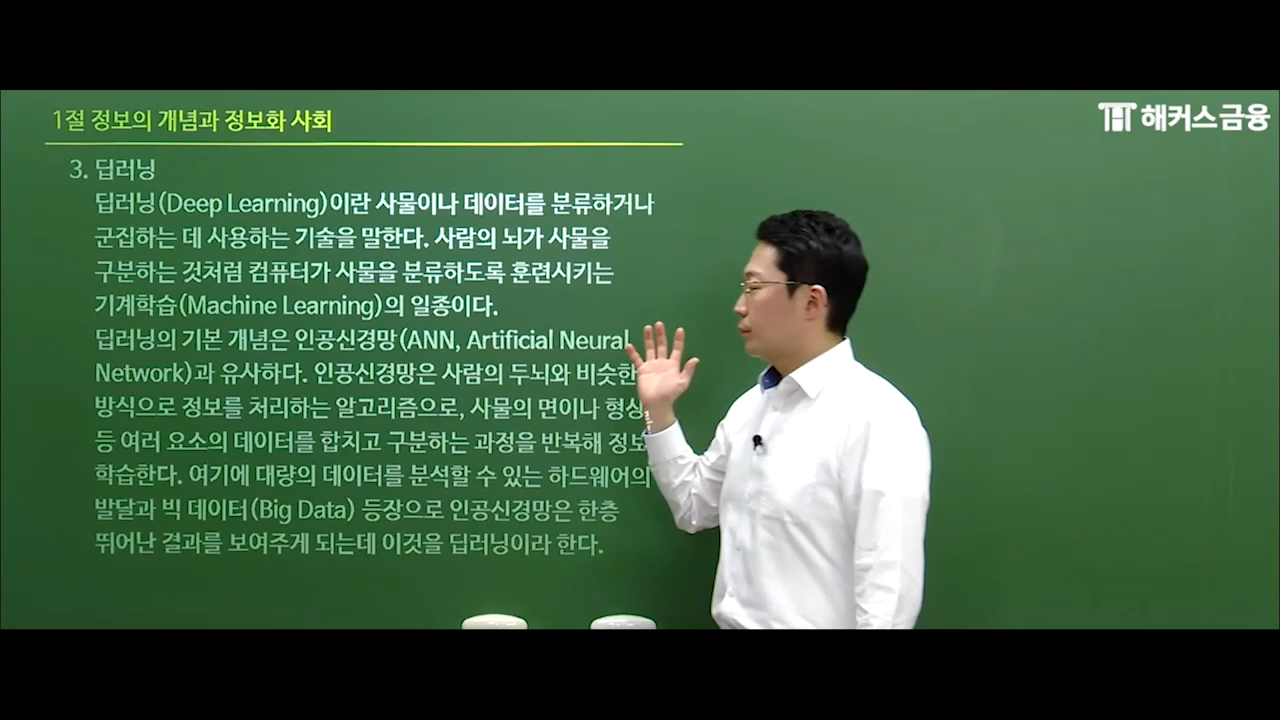 1절 정보의 개념과 정보화 사회
해커스금융
3. 딥러닝
딥러닝(Deep Learning)이란 사물이나 데이터를 분류하거나
군집하는 데 사용하는 기술을 말한다. 사람의 뇌가 사물을
구분하는 것처럼 컴퓨터가 사물을 분류하도록 훈련시키는
기계학습(Machine Learning)의 일종이다.
딥러닝의 기본 개념은 인공신경망(ANN, Artificial Neural
Network)과 유사하다. 인공신경망은 사람의 두뇌와 비슷한
방식으로 정보를 처리하는 알고리즘으로, 사물의 면이나 형상
등 여러 요소의 데이터를 합치고 구분하는 과정을 반복해 정보
학습한다. 여기에 대량의 데이터를 분석할 수 있는 하드웨어의
발달과 빅 데이터(Big Data) 등장으로 인공신경망은 한층
뛰어난 결과를 보여주게 되는데 이것을 딥러닝이라 한다.